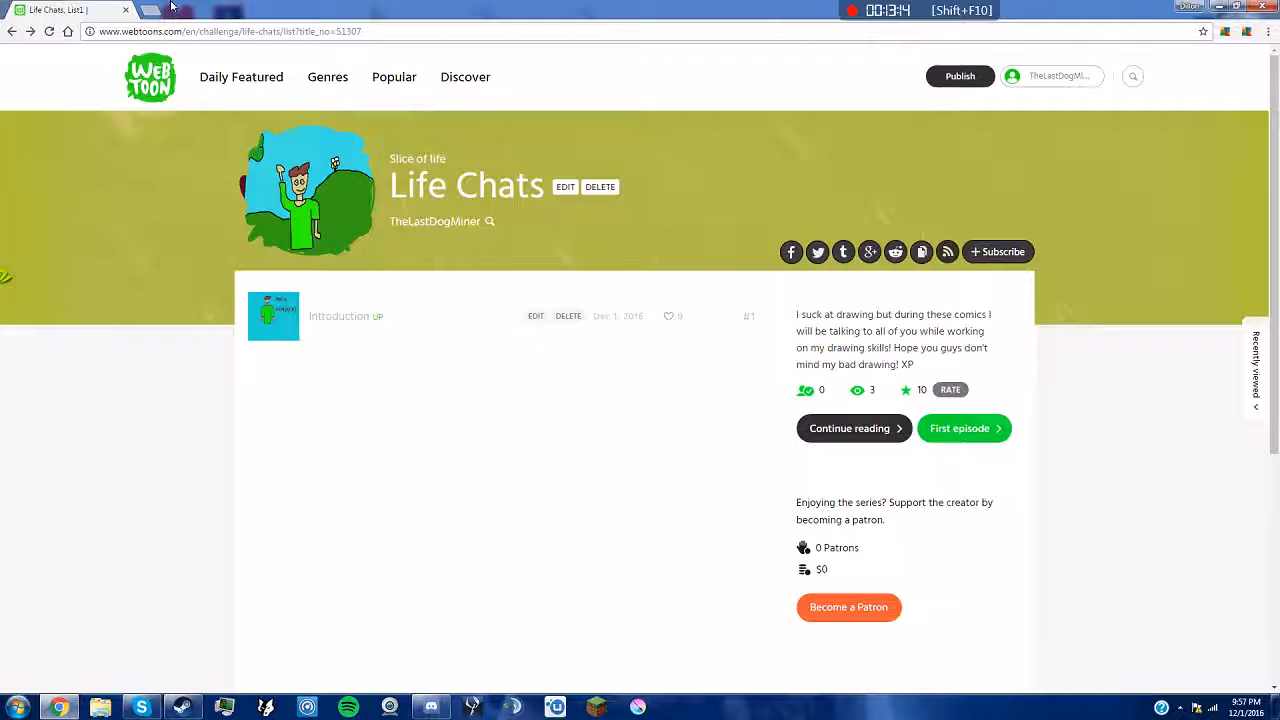 Life Chats, List1 |
00:13:4
[Shift+F10]
Dillon
www.webtoons.com/en/challenge/life-chats/list?title_no=51307
WEB
TOON
Daily Featured
Genres
Popular
Discover
Publish
TheLastDogMi...
Slice of life
Life Chats
EDIT
DELETE
TheLastDogMiner
+ Subscribe
Introduction UP
EDIT
DELETE
Dec 1, 2016
0
#1
I suck at drawing but during these comics I
will be talking to all of you while working
on my drawing skills! Hope you guys don't
mind my bad drawing! XP
0
3
10
RATE
Continue reading
First episode
Enjoying the series? Support the creator by
becoming a patron.
0 Patrons
$0
Become a Patron
Recently viewed
9:57 PM
12/1/2016